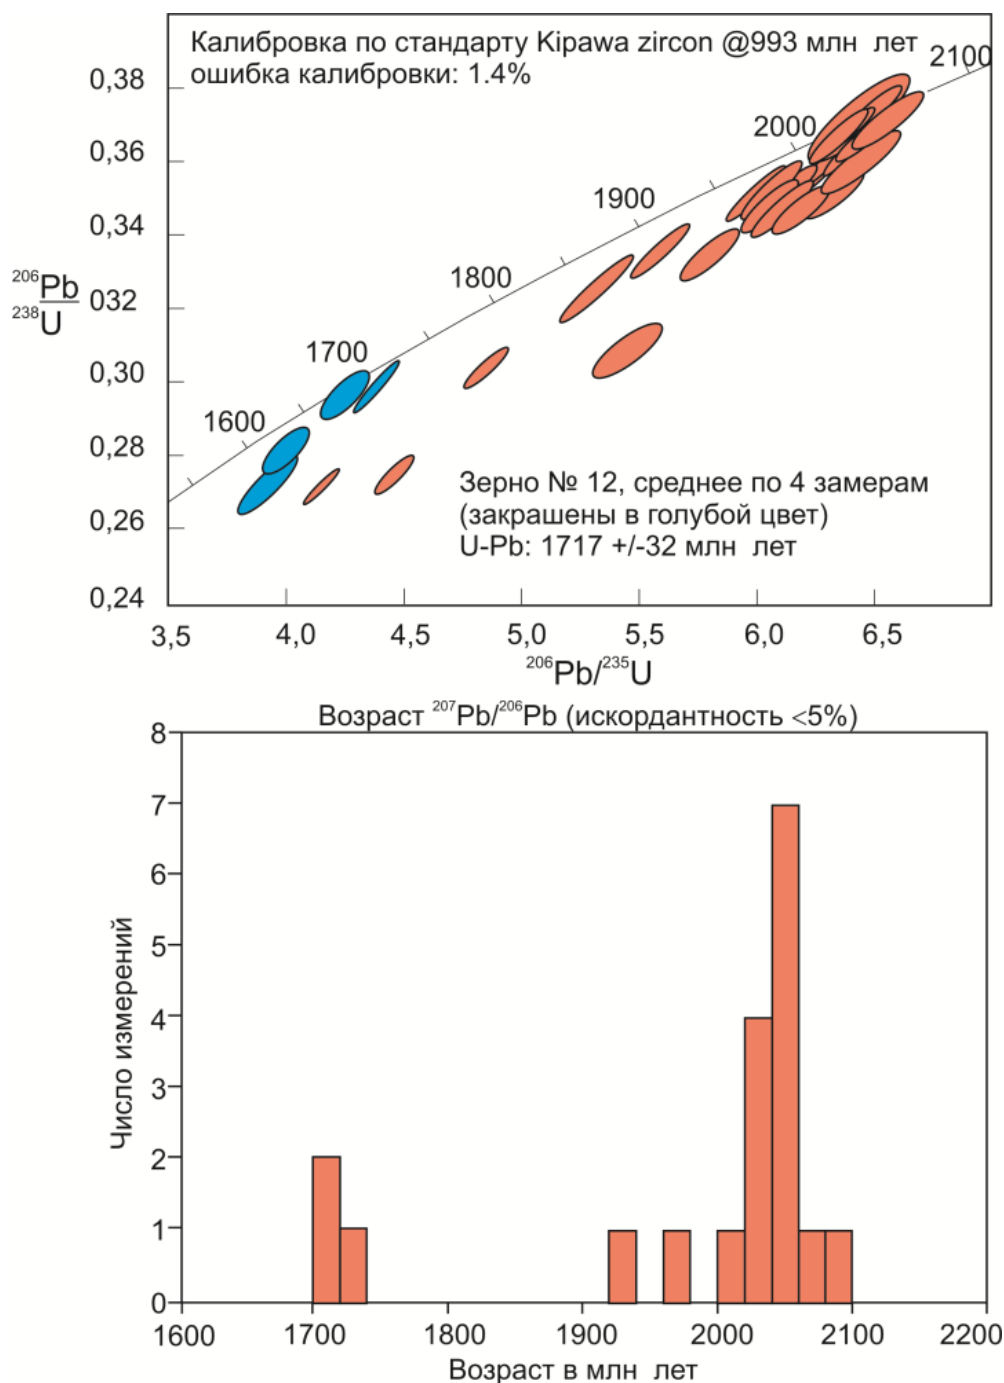 Калибровка по стандарту Kipawa zircon @993 млн лет
ошибка калибровки: 1.4%
2100
0,38
2000
0,36
1900
0,34
206Pb
238U
1800
032
1700
0,30
1600
0,28
Зерно № 12, среднее по 4 замерам
(закрашены в голубой цвет)
U-Pb: 1717 +/-32 млн лет
0,26
0,24
3,5 4,0 4,5 5,0 5,5 6,0 6,5
206Pb/235U
Возраст 207Pb/206Pb (искордантность <5%)
8
7
6
5
4
3
2
1
0
Число измерений
1600 1700 1800 1900 2000 2100 2200
Возраст в млн лет